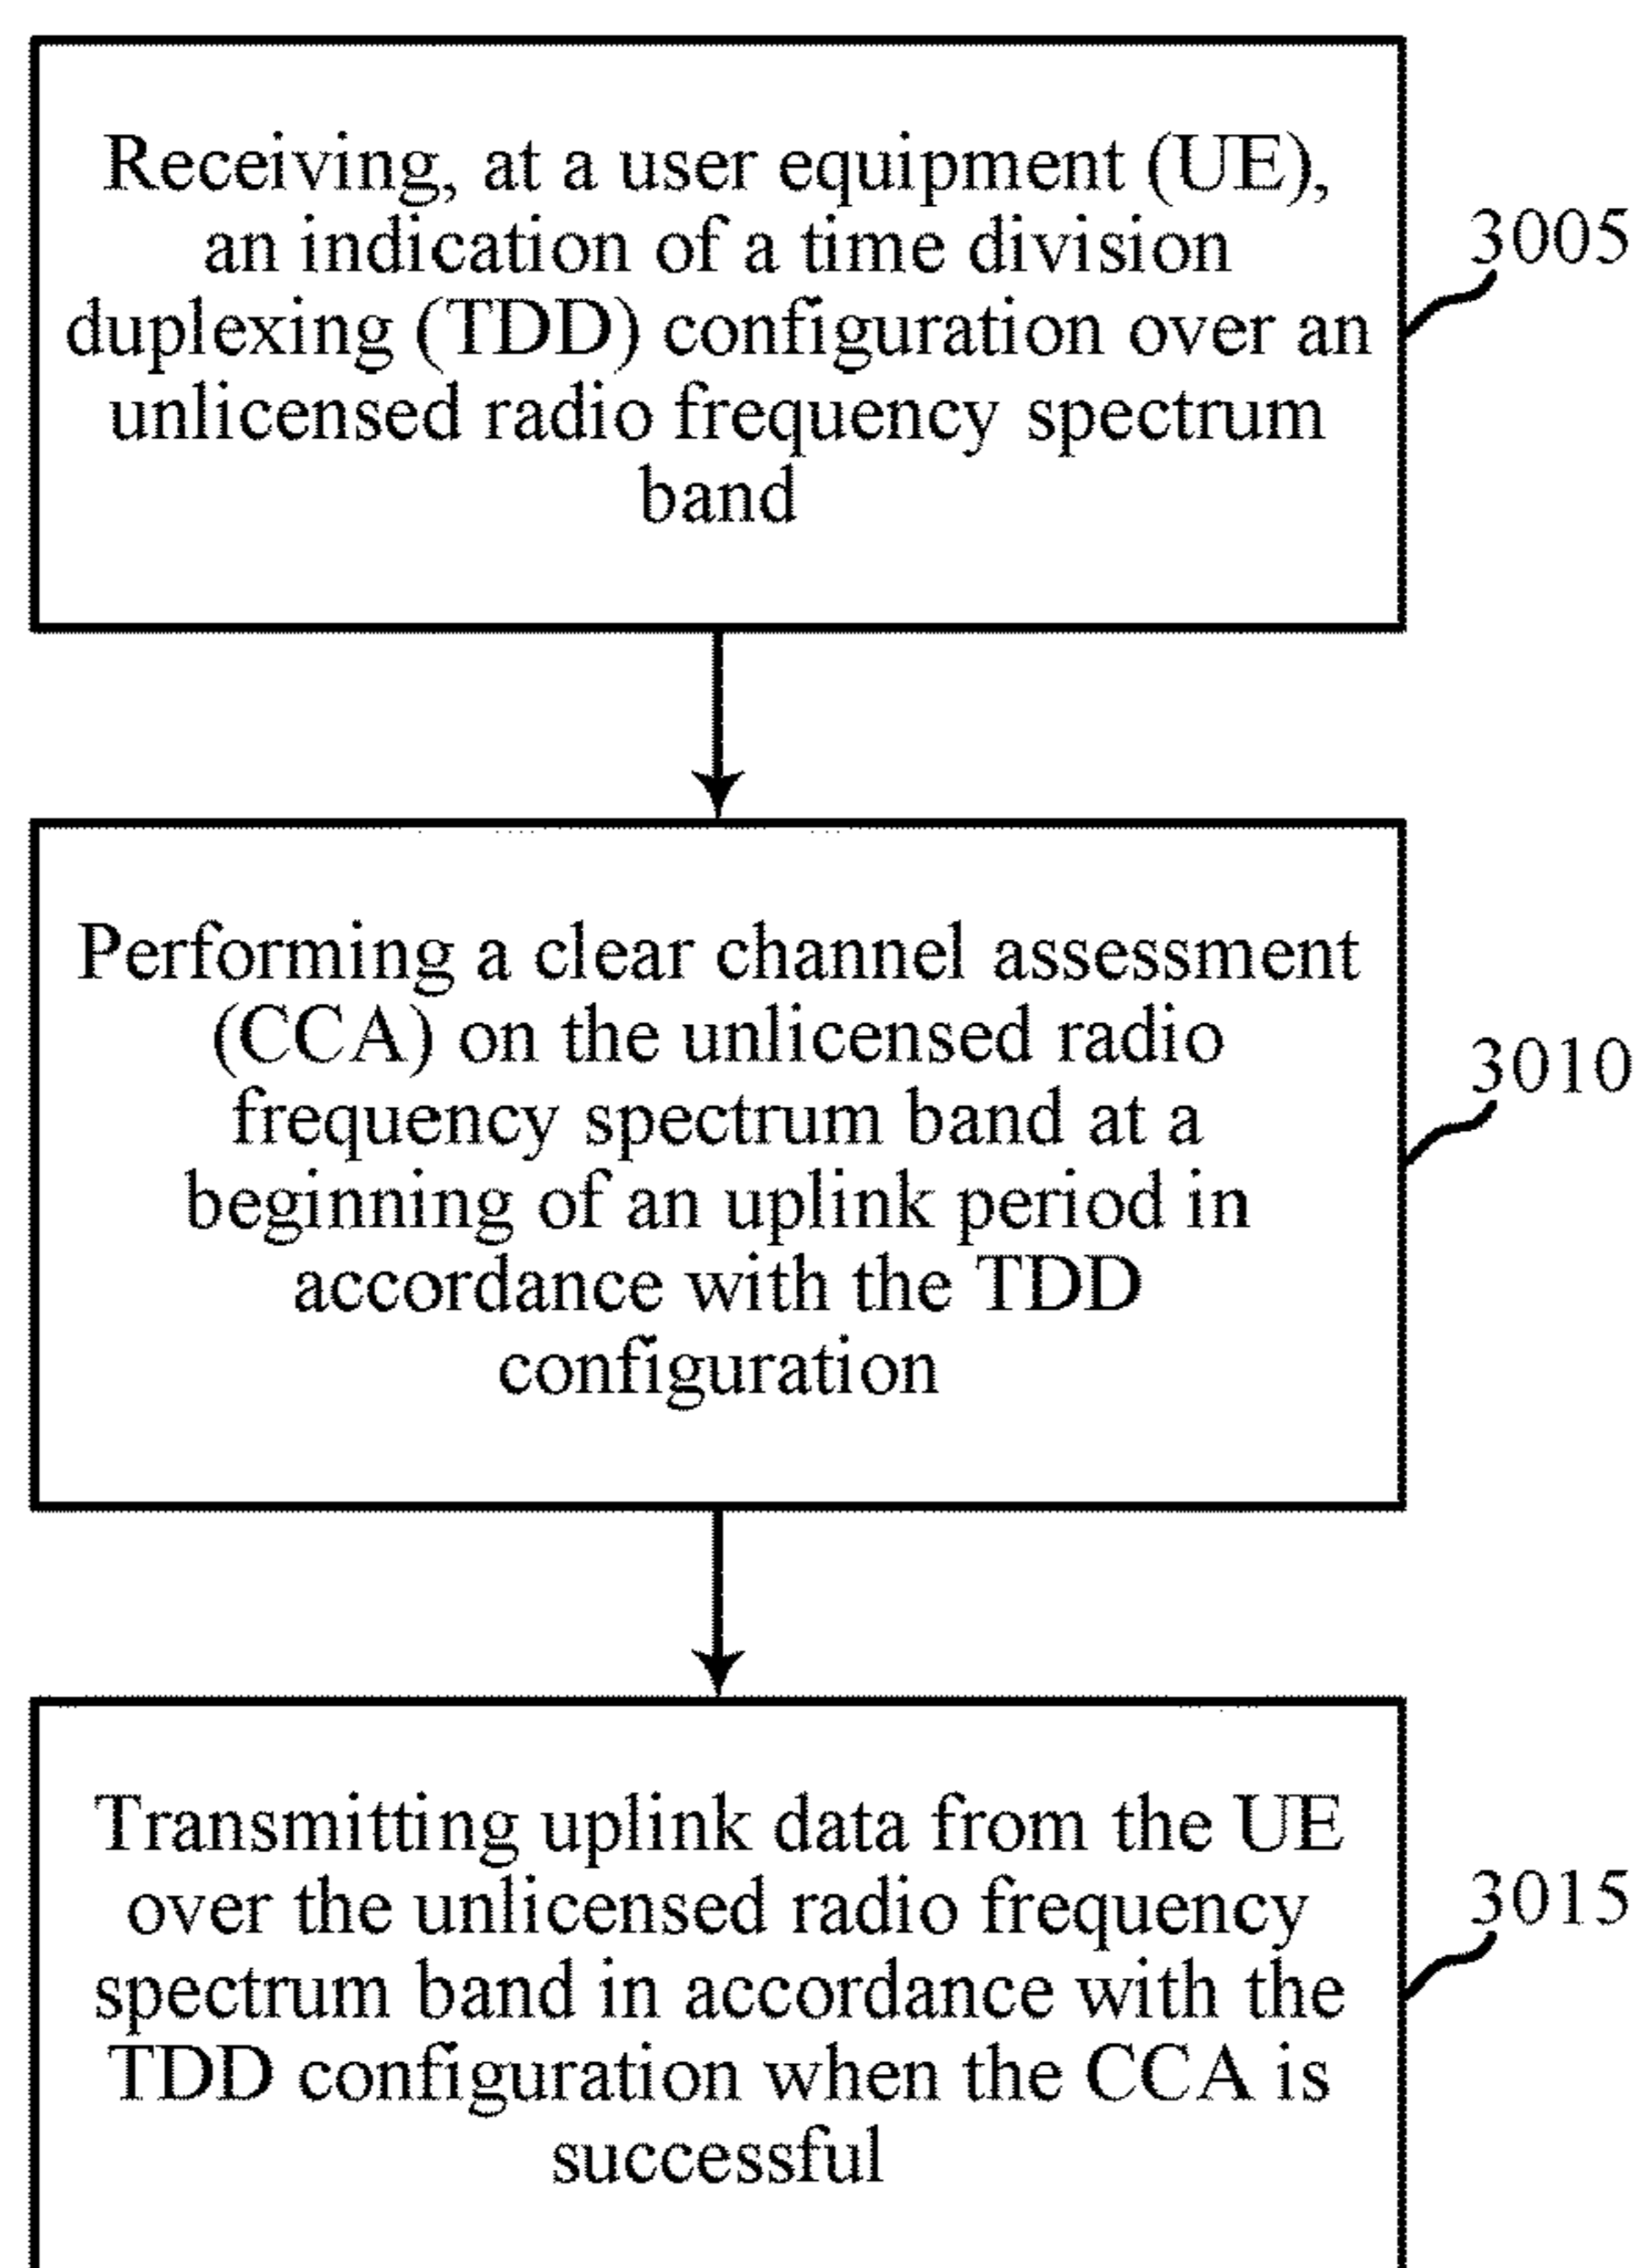 Receiving, at a user equipment (UE),
an indication of a time division
duplexing (TDD) configuration over an
unlicensed radio frequency spectrum
band
3005
Performing a clear channel assessment
(CCA) on the unlicensed radio
frequency spectrum band at a
beginning of an uplink period in
accordance with the TDD
configuration
3010
Transmitting uplink data from the UE
over the unlicensed radio frequency
spectrum band in accordance with the
TDD configuration when the CCA is
successful
3015